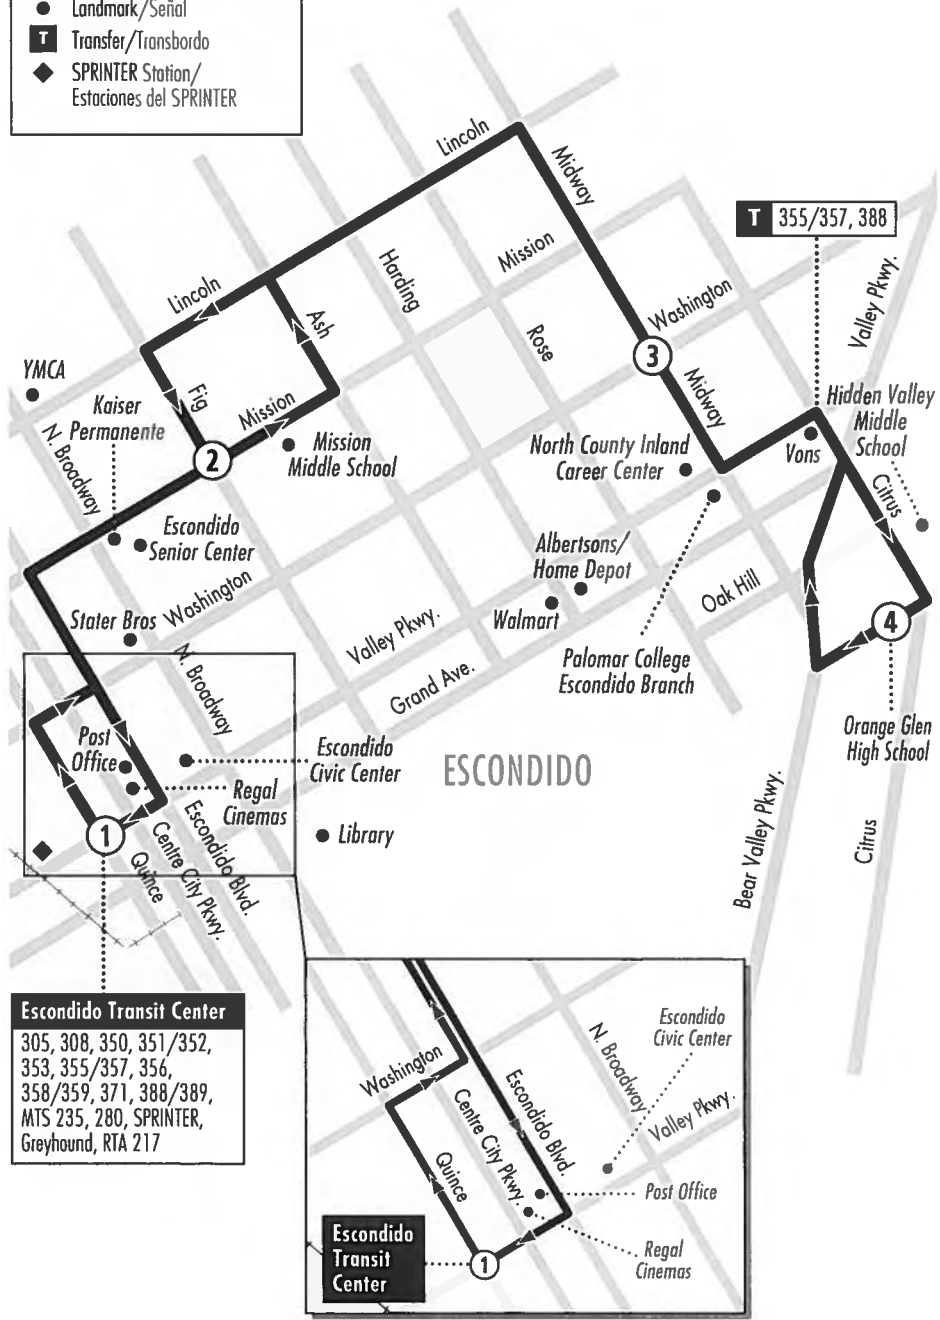 Landmark/Señal
T Transfer/Transbordo
SPRINTER Station/
Estaciones del SPRINTER
Lincoln
Midway
T 355/357, 388
Mission
Harding
Lincoln
Washington
Valley Pkwy.
Ash
Rose
3
YMCA
Fig
Midway
Hidden Valley
Middle
School
Kaiser
Permanente
Mission
N. Broadway
2
Mission
Middle School
North County Inland
Career Center
Vons
Citrus
Escondido
Senior Center
Albertsons/
Home Depot
Washington
Oak Hill
Stater Bros
Walmart
4
Valley Pkwy.
N. Broadway
Grand Ave.
Palomar College
Escondido Branch
Orange Glen
High School
Post
Office
Escondido
Civic Center
ESCONDIDO
Regal
Cinemas
1
Library
Quince
Centre City Pkwy.
Escondido Blvd.
Bear Valley Pkwy.
Citrus
Escondido Transit Center
305, 308, 350, 351/352,
353, 355/357, 356,
358/359, 371, 388/389,
MTS 235, 280, SPRINTER,
Greyhound, RTA 217
Escondido
Civic Center
N. Broadway
Washington
Escondido Blvd.
Centre City Pkwy.
Valley Pkwy.
Quince
Post Office
Escondido
Transit
Center
1
Regal
Cinemas